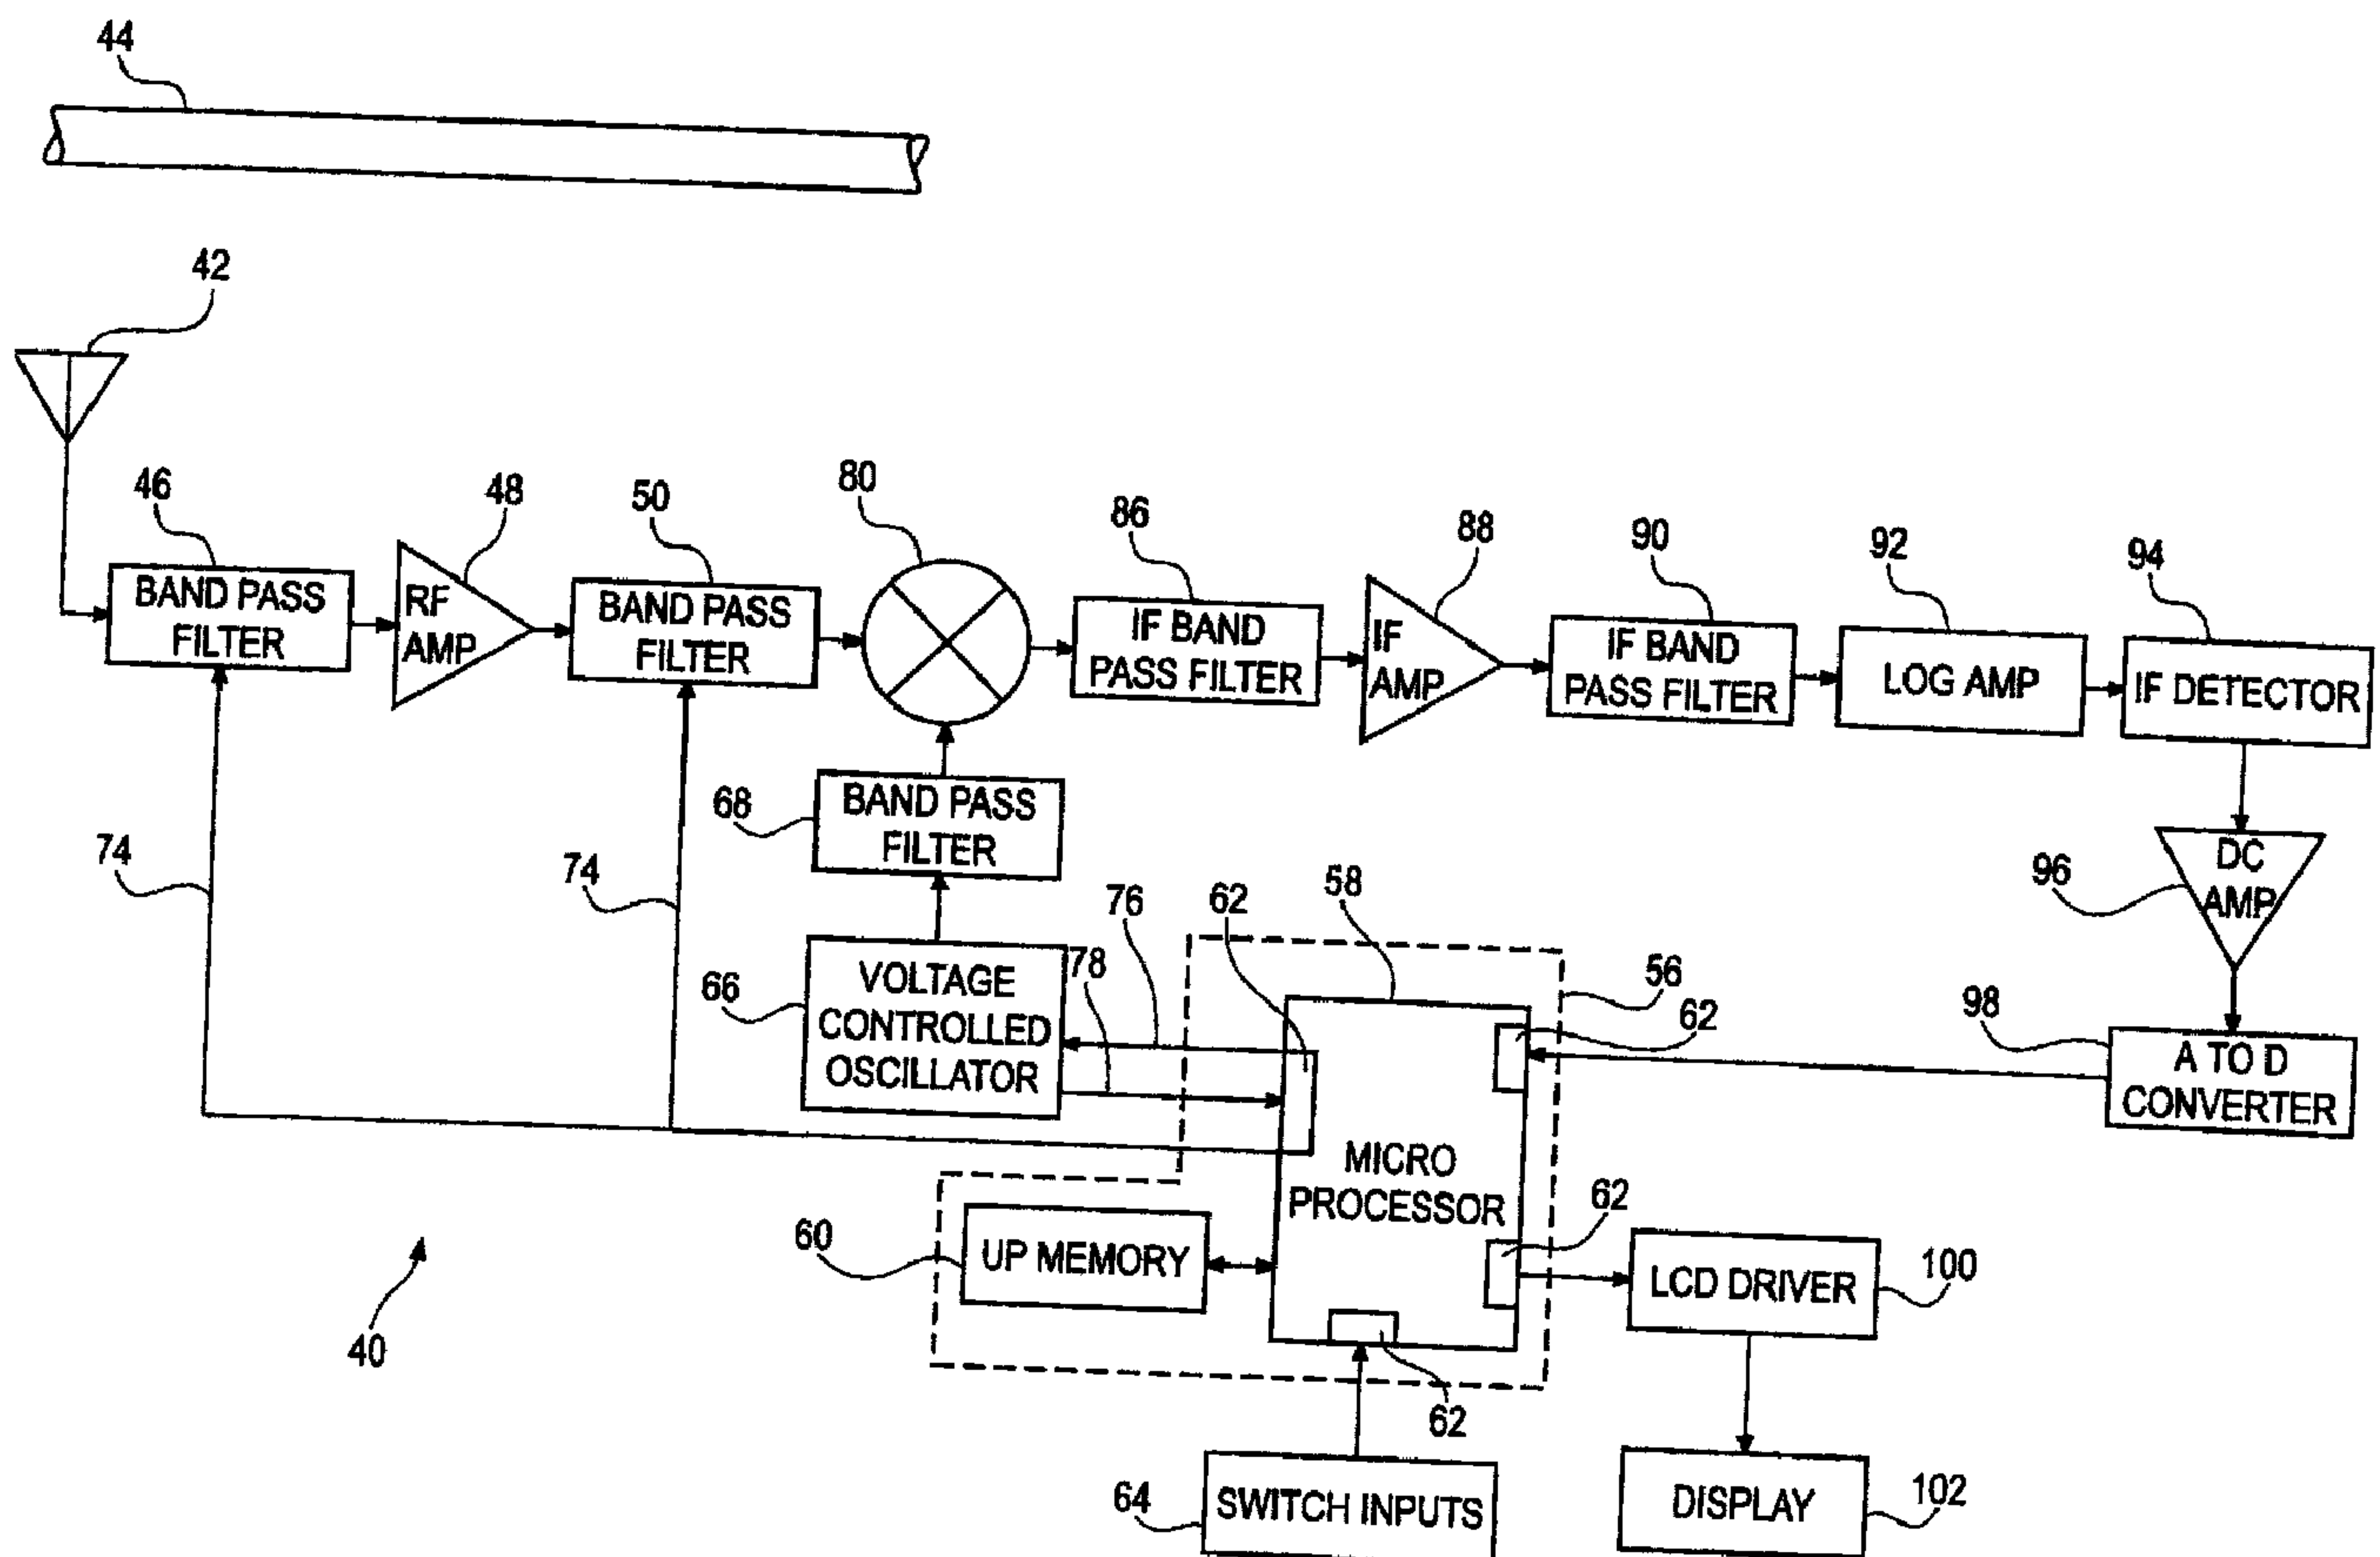 44
42
46
48
50
80
86
88
90
92
94
BAND PASS
FILTER
RF
AMP
BAND PASS
FILTER
IF BAND
PASS FILTER
IF
AMP
IF BAND
PASS FILTER
LOG AMP
IF DETECTOR
68
BAND PASS
FILTER
74
74
96
DC
AMP
76
62
58
66
VOLTAGE
CONTROLLED
OSCILLATOR
78
56
62
98
A TO D
CONVERTER
MICRO
PROCESSOR
60
UP MEMORY
62
LCD DRIVER
100
40
62
64
SWITCH INPUTS
DISPLAY
102